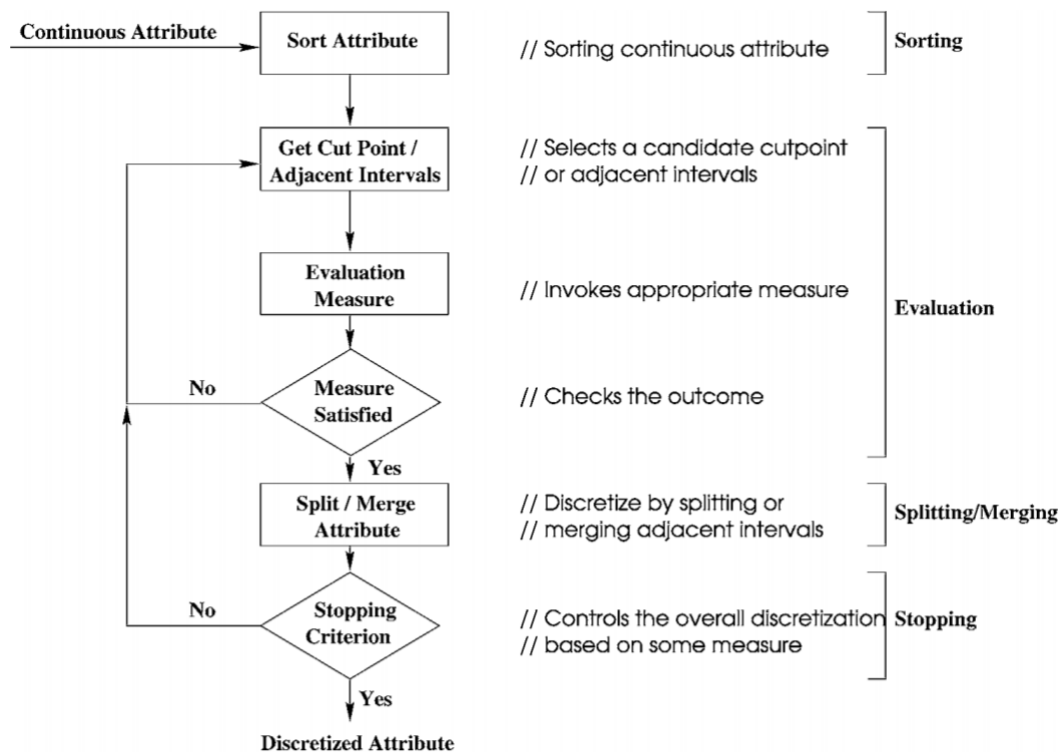 Continuous Attribute
Sort Attribute
// Sorting continuous attribute
Sorting
Get Cut Point /
Adjacent Intervals
// Selects a candidate cutpoint
// or adjacent intervals
Evaluation
Measure
// Invokes appropriate measure
Evaluation
No
Measure
Satisfied
// Checks the outcome
Yes
Split / Merge
Attribute
// Discretize by splitting or
// merging adjacent intervals
Splitting/Merging
No
Stopping
Criterion
// Controls the overall discretization
// based on some measure
Stopping
Yes
Discretized Attribute